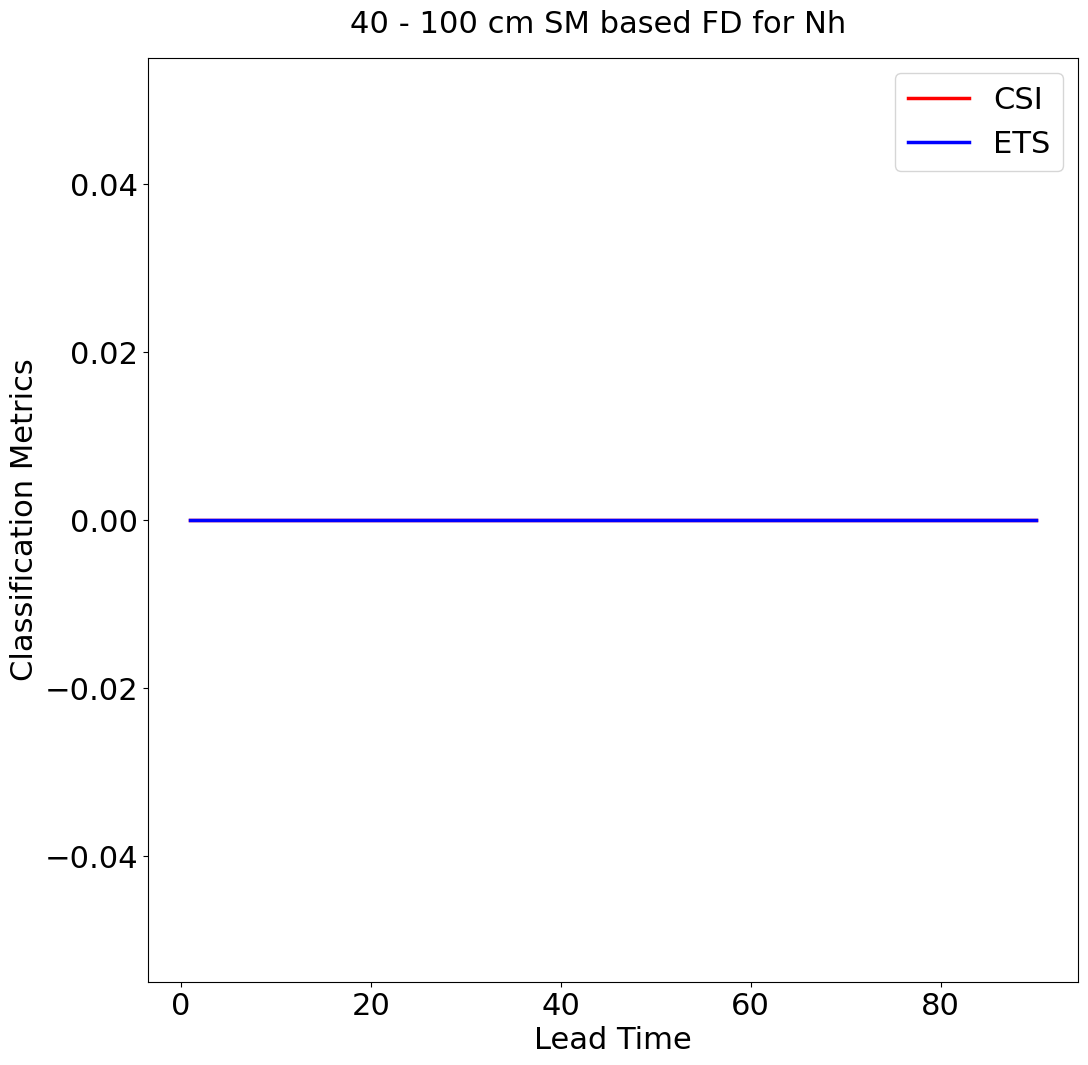 40 - 100 cm SM based FD for Nh
CSI
ETS
0.04
0.02
0.00
−0.02
−0.04
Classification Metrics
0 20 40 60 80
Lead Time